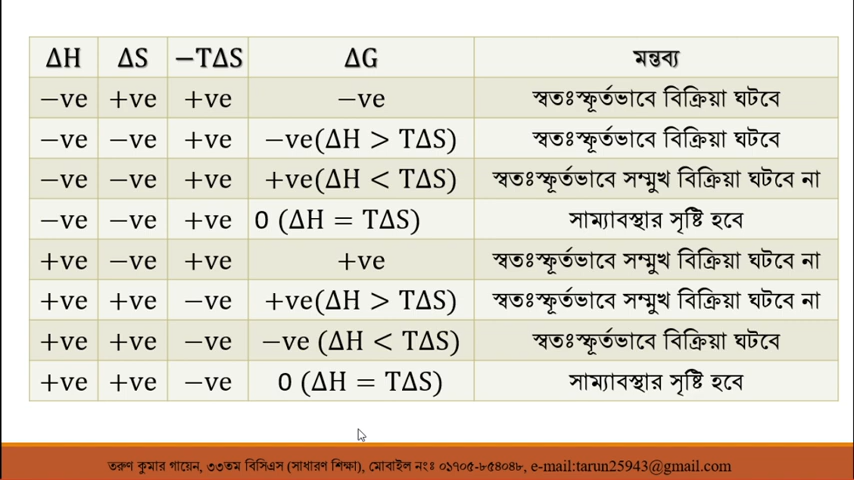 ΔH ΔS −TΔS ΔG মন্তব্য
−ve +ve +ve −ve স্বতঃস্ফূর্তভাবে বিক্রিয়া ঘটবে
−ve −ve +ve −ve(ΔH > TΔS) স্বতঃস্ফূর্তভাবে বিক্রিয়া ঘটবে
−ve −ve +ve +ve(ΔH < TΔS) স্বতঃস্ফূর্তভাবে সম্মুখ বিক্রিয়া ঘটবে না
−ve −ve +ve 0 (ΔH = TΔS) সাম্যাবস্থার সৃষ্টি হবে
+ve −ve +ve +ve স্বতঃস্ফূর্তভাবে সম্মুখ বিক্রিয়া ঘটবে না
+ve +ve −ve +ve(ΔH > TΔS) স্বতঃস্ফূর্তভাবে সম্মুখ বিক্রিয়া ঘটবে না
+ve +ve −ve −ve (ΔH < TΔS) স্বতঃস্ফূর্তভাবে বিক্রিয়া ঘটবে
+ve +ve −ve 0 (ΔH = TΔS) সাম্যাবস্থার সৃষ্টি হবে
তরুণ কুমার গায়েন, ৩৩তম বিসিএস (সাধারণ শিক্ষা), মোবাইল নংঃ ০১৭০৫-৮৫৪০৪৮, e-mail:tarun25943@gmail.com